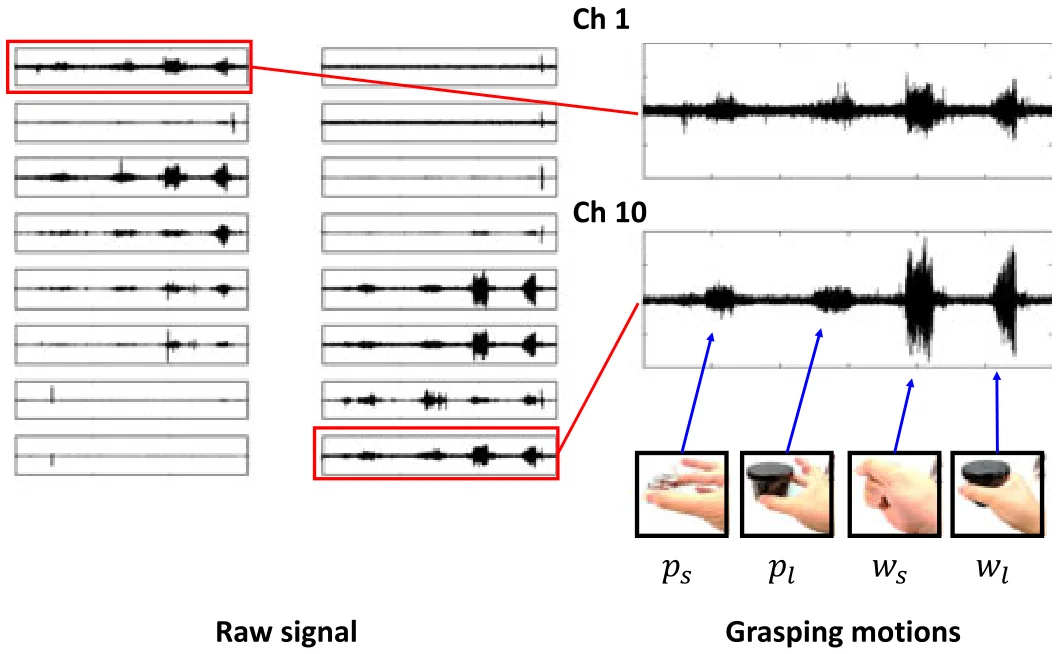 Ch 1
Ch 10
p_s
p_l
w_s
w_l
Raw signal
Grasping motions